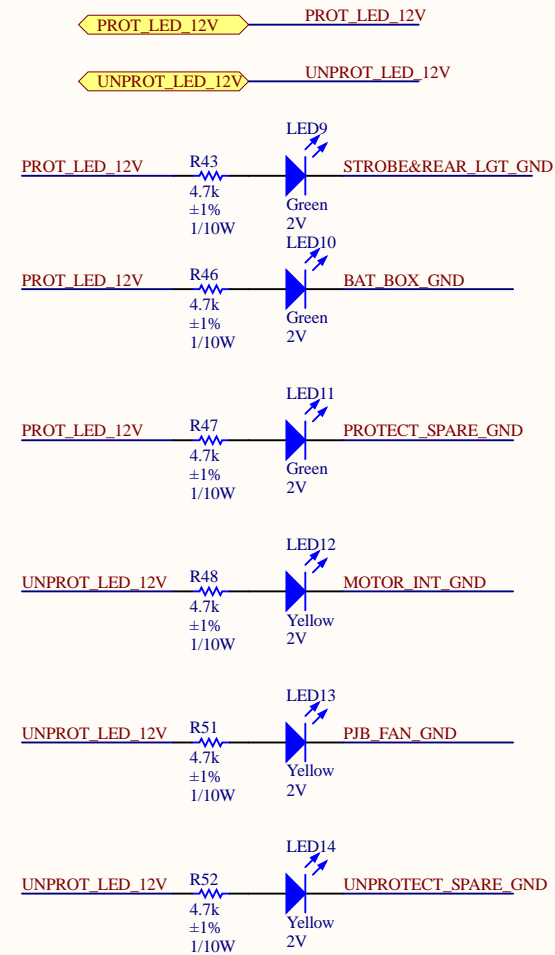 PROT_LED_12V PROT_LED_12V
UNPROT_LED_12V UNPROT_LED_12V
LED9
PROT_LED_12V R43 STROBE&REAR_LGT_GND
4.7k
±1% Green
1/10W 2V
LED10
PROT_LED_12V R46 BAT_BOX_GND
4.7k
±1% Green
1/10W 2V
LED11
PROT_LED_12V R47 PROTECT_SPARE_GND
4.7k
±1% Green
1/10W 2V
LED12
UNPROT_LED_12V R48 MOTOR_INT_GND
4.7k
±1% Yellow
1/10W 2V
LED13
UNPROT_LED_12V R51 PJB_FAN_GND
4.7k
±1% Yellow
1/10W 2V
LED14
UNPROT_LED_12V R52 UNPROTECT_SPARE_GND
4.7k
±1% Yellow
1/10W 2V